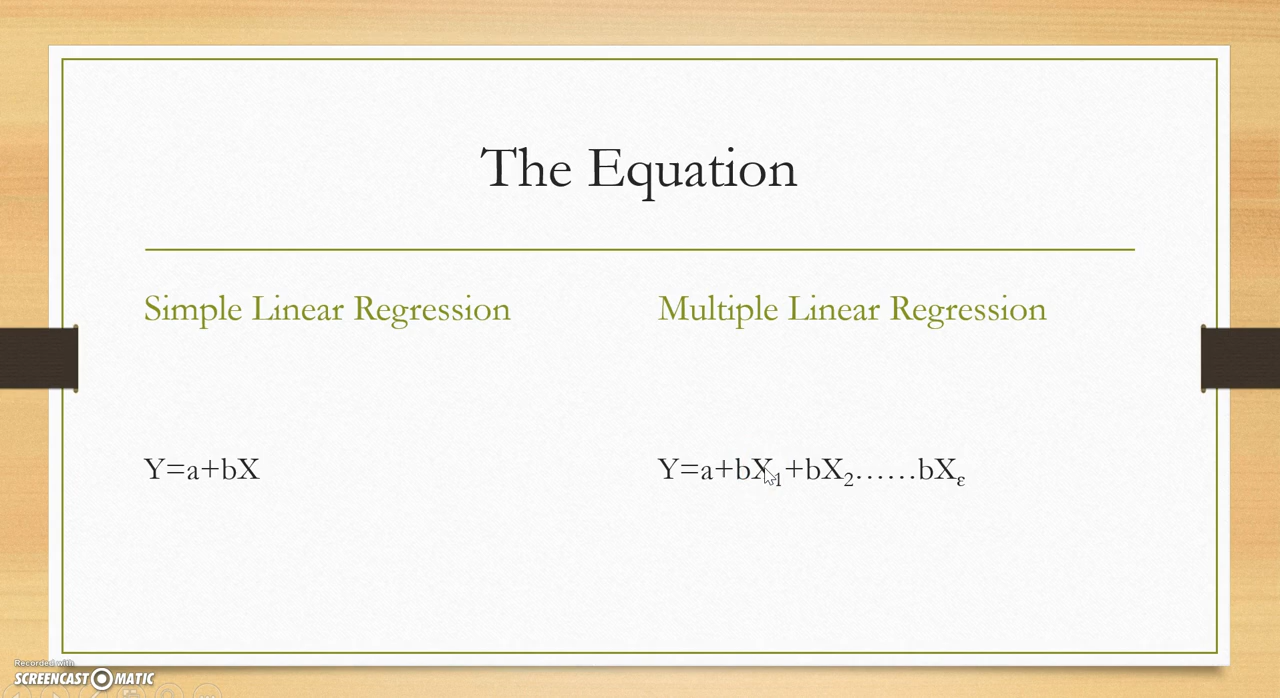 The Equation
Simple Linear Regression
Multiple Linear Regression
Y=a+bX
Y=a+bX₁+bX₂......bXε
Recorded with
SCREENCAST MATIC